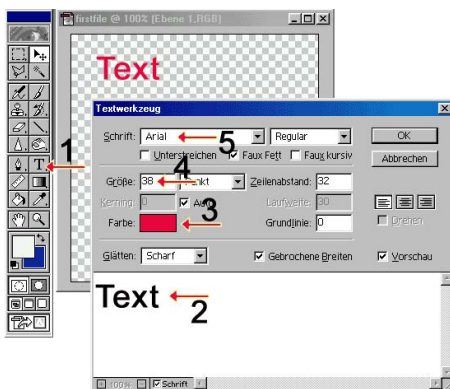 firstfile @ 100% (Ebene 1,RGB)
Text
Textwerkzeug
Schrift: Arial 5 Regular OK
Unterstreichen Faux Fett Faux kursiv Abbrechen
1 T
Größe: 38 4 Punkt Zeilenabstand: 32
Kerning: 0 Auto Laufweite: 30
Farbe: 3 Grundlinie: 0 Drehen
Glätten: Scharf Gebrochene Breiten Vorschau
Text 2
100% Schrift